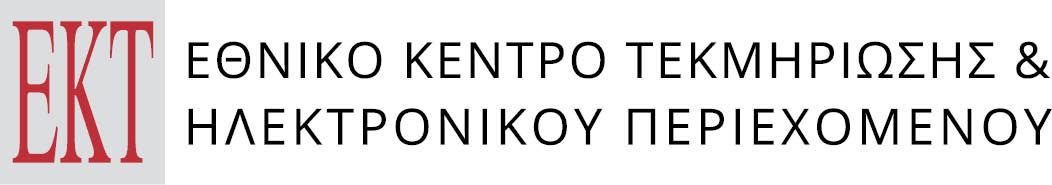 ΕΚΤ
ΕΘΝΙΚΟ ΚΕΝΤΡΟ ΤΕΚΜΗΡΙΩΣΗΣ &
ΗΛΕΚΤΡΟΝΙΚΟΥ ΠΕΡΙΕΧΟΜΕΝΟΥ